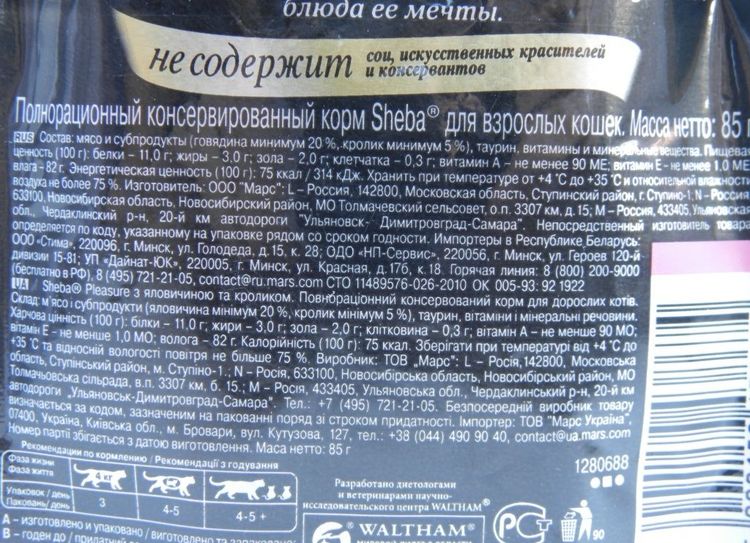 блюда ее мечты.
не содержит сои, искусственных красителей
и консервантов
Полнорационный консервированный корм Sheba® для взрослых кошек. Масса нетто: 85 г
RUS Состав: мясо и субпродукты (говядина минимум 20 %, кролик минимум 5 %), таурин, витамины и минеральные вещества. Пищевая
ценность (100 г): белки – 11,0 г; жиры – 3,0 г; зола – 2,0 г; клетчатка – 0,3 г; витамин А – не менее 90 МЕ; витамин Е – не менее 1,0 МЕ
влага – 82 г. Энергетическая ценность (100 г): 75 ккал / 314 кДж. Хранить при температуре от +4 °C до +35 °C и относительной влажности
воздуха не более 75 %. Изготовитель: ООО "Марс": L – Россия, 142800, Московская область, Ступинский район, г. Ступино-1; N – Россия
633100, Новосибирская область, Новосибирский район, МО Толмачевский сельсовет, о.п. 3307 км, д. 15; M – Россия, 433405, Ульяновская
обл., Чердаклинский р-н, 20-й км автодороги "Ульяновск- Димитровград-Самара". Непосредственный изготовитель товара
определяется по коду, указанному на упаковке рядом со сроком годности. Импортеры в Республике Беларусь:
ООО «Стима», 220096, г. Минск, ул. Голодеда, д. 15, к. 28; ОДО «НП-Сервис», 220056, г. Минск, ул. Героев 120-й
дивизии 15-81; УП «Дайнат-ЮК», 220005, г. Минск, ул. Красная, д. 17б, к. 18. Горячая линия: 8 (800) 200-9000
(бесплатно в РФ), 8 (495) 721-21-05, contact@ru.mars.com СТО 11489576-026-2010 ОК 005-93: 92 1922
UA / Sheba® Pleasure з яловичиною та кроликом. Повнораціонний консервований корм для дорослих котів.
Склад: м'ясо і субпродукти (яловичина мінімум 20 %, кролик мінімум 5 %), таурин, вітаміни і мінеральні речовини.
Харчова цінність (100 г): білки – 11,0 г; жири – 3,0 г; зола – 2,0 г; клітковина – 0,3 г; вітамін А – не менше 90 МО;
вітамін Е – не менше 1,0 МО; волога – 82 г. Калорійність (100 г): 75 ккал. Зберігати при температурі від +4 °C до
+35 °C та відносній вологості повітря не більше 75 %. Виробник: ТОВ „Марс": L – Росія, 142800, Московська
область, Ступінський район, м. Ступіно-1.; N – Росія, 633100, Новосибірська область, Новосибірський район, МО
Толмачьовська сільрада, в.п. 3307 км, б. 15.; M – Росія, 433405, Ульяновська обл., Чердаклинський р-н, 20-й км
автодороги "Ульяновск-Димитровград-Самара". Тел.: +7 (495) 721-21-05. Безпосередній виробник товару
визначається за кодом, зазначеним на пакованні поряд зі строком придатності. Імпортер: ТОВ "Марс Україна",
07400, Україна, Київська обл., м. Бровари, вул. Кутузова, 127, тел.: +38 (044) 490 90 40, contact@ua.mars.com
Номер партії збігається з датою виготовлення. Маса нетто: 85 г
Рекомендации по кормлению / Рекомендації з годування
Фаза жизни
Фаза життя
4 кг
Упаковок / день
Паковань/ день
3
4-5
4-5 +
1280688
Разработано диетологами
и ветеринарами научно-
исследовательского центра WALTHAM®
WALTHAM®
РСТ
90
A – изготовлено и упаковано / виготовлено та запаковано
B – годен до / придатний до